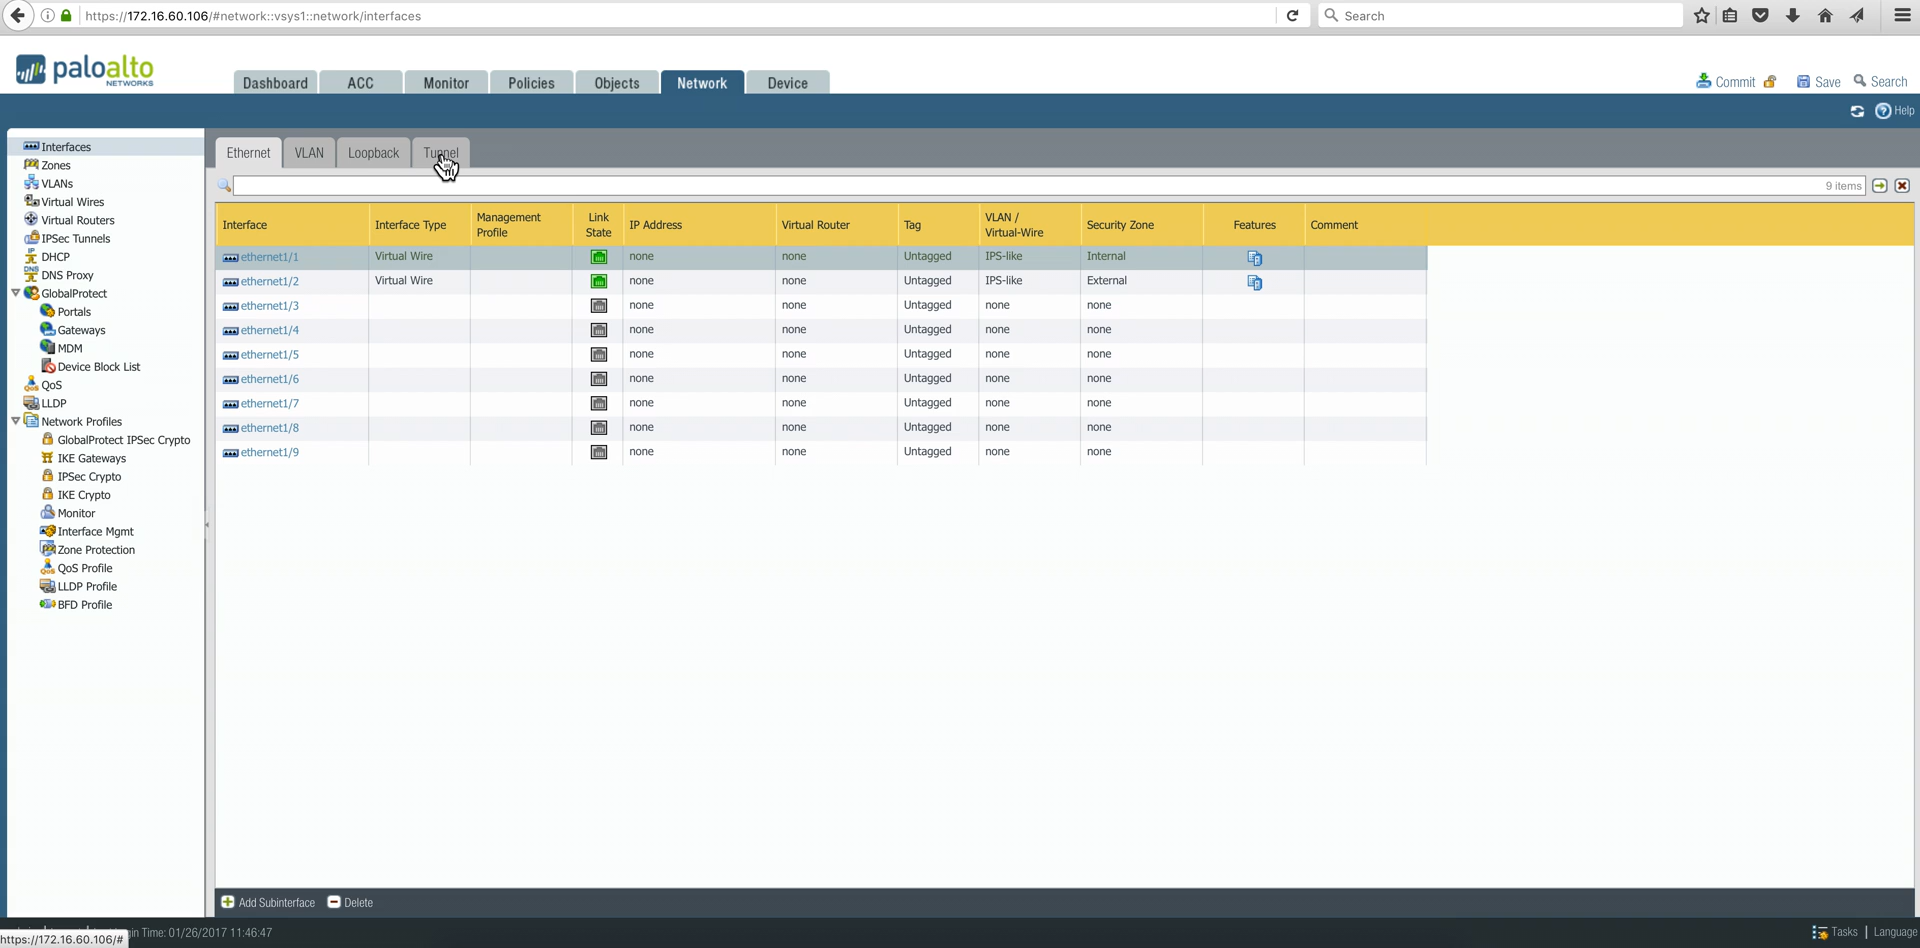 https://172.16.60.106/#network::vsys1::network/interfaces
Search
paloalto
NETWORKS
Dashboard ACC Monitor Policies Objects Network Device
Commit Save Search
Help
Interfaces
Zones
VLANs
Virtual Wires
Virtual Routers
IPSec Tunnels
DHCP
DNS Proxy
GlobalProtect
Portals
Gateways
MDM
Device Block List
QoS
LLDP
Network Profiles
GlobalProtect IPSec Crypto
IKE Gateways
IPSec Crypto
IKE Crypto
Monitor
Interface Mgmt
Zone Protection
QoS Profile
LLDP Profile
BFD Profile
Ethernet VLAN Loopback Tunnel
9 items
Interface Interface Type Management Profile Link State IP Address Virtual Router Tag VLAN / Virtual-Wire Security Zone Features Comment
ethernet1/1 Virtual Wire none none Untagged IPS-like Internal
ethernet1/2 Virtual Wire none none Untagged IPS-like External
ethernet1/3 none none Untagged none none
ethernet1/4 none none Untagged none none
ethernet1/5 none none Untagged none none
ethernet1/6 none none Untagged none none
ethernet1/7 none none Untagged none none
ethernet1/8 none none Untagged none none
ethernet1/9 none none Untagged none none
Add Subinterface Delete
Time: 01/26/2017 11:46:47
Tasks | Language
https://172.16.60.106/#